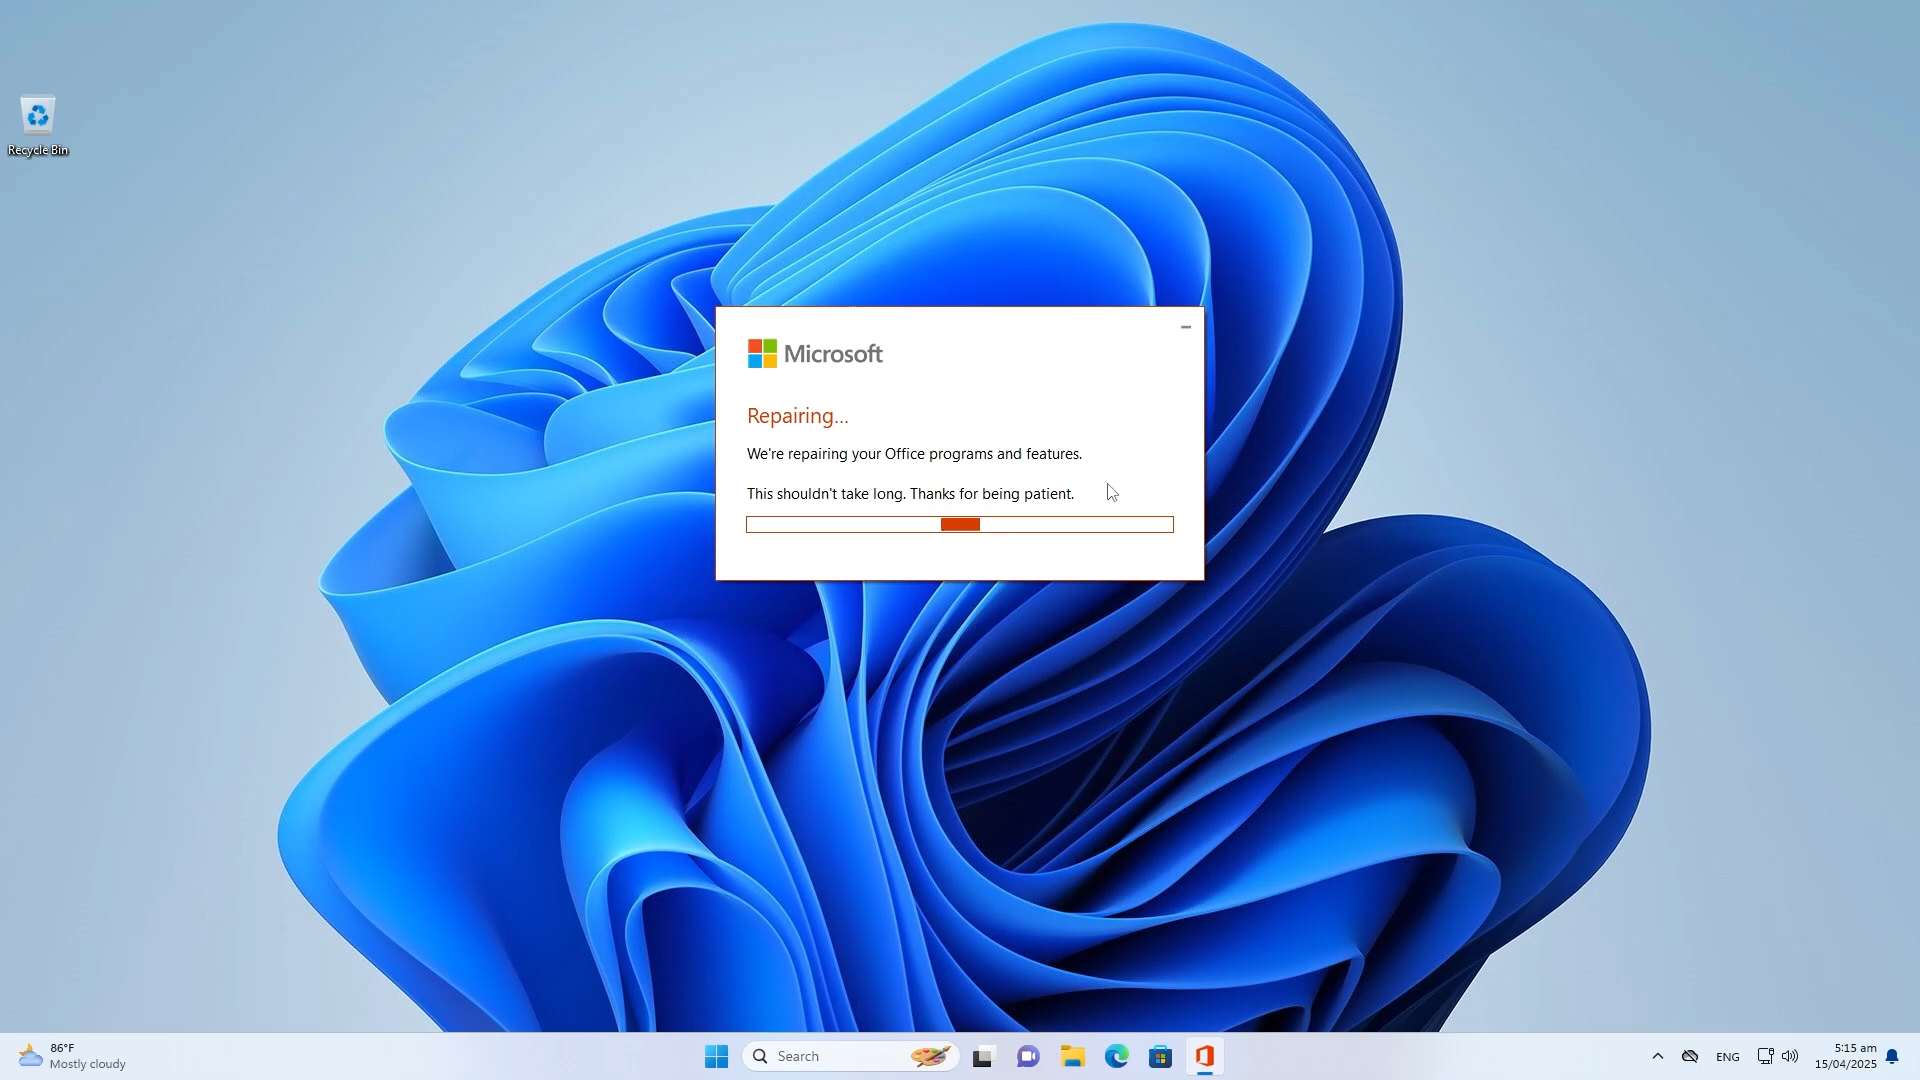 Recycle Bin
Microsoft
Repairing...
We're repairing your Office programs and features.
This shouldn't take long. Thanks for being patient.
86°F
Mostly cloudy
Search
ENG
5:15 am
15/04/2025